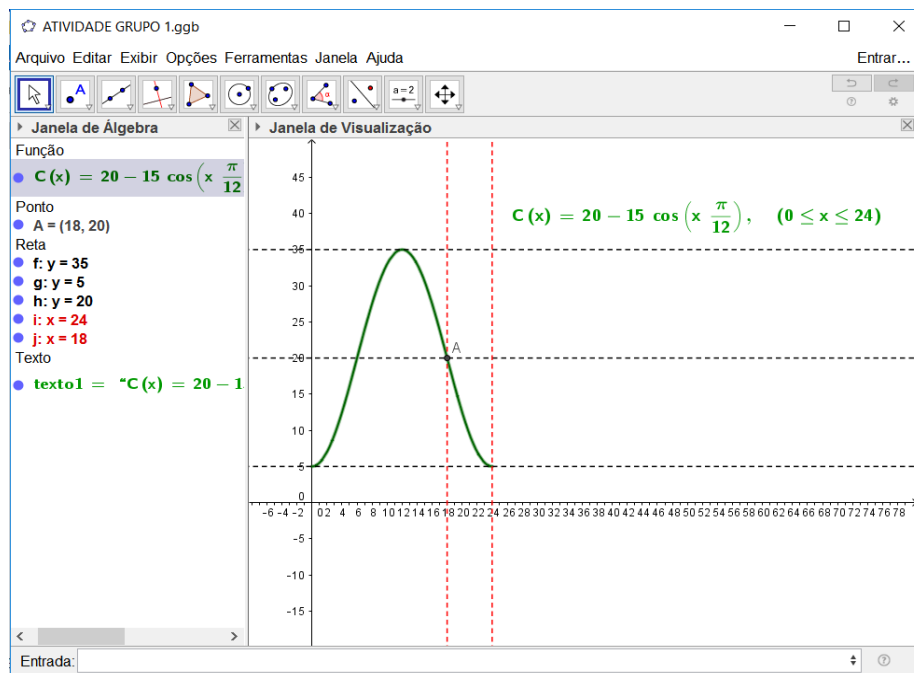 ATIVIDADE GRUPO 1.ggb
Arquivo Editar Exibir Opções Ferramentas Janela Ajuda
Entrar...
A
α
a = 2
Janela de Álgebra
Janela de Visualização
Função
C(x) = 20 − 15 cos(x π/12
Ponto
A = (18, 20)
Reta
f: y = 35
g: y = 5
h: y = 20
i: x = 24
j: x = 18
Texto
texto1 = “C(x) = 20 − 1
C(x) = 20 − 15 cos(x π/12), (0 ≤ x ≤ 24)
45
40
35
30
25
20
15
10
5
0
−5
−10
−15
A
−6 −4 −2 0 2 4 6 8 10 12 14 16 18 20 22 24 26 28 30 32 34 36 38 40 42 44 46 48 50 52 54 56 58 60 62 64 66 68 70 72 74 76 78
Entrada: